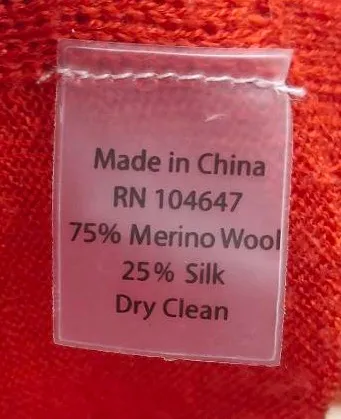 Made in China
RN 104647
75% Merino Wool
25% Silk
Dry Clean